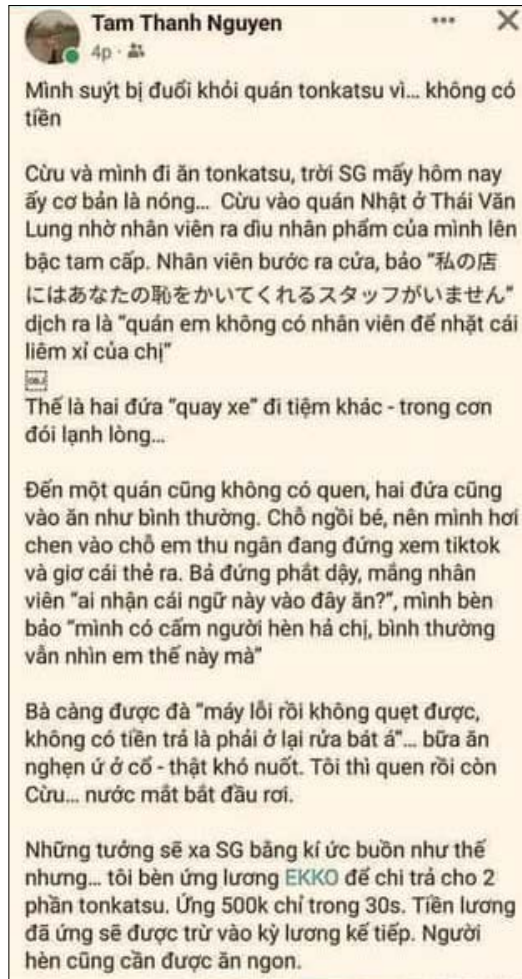 Tam Thanh Nguyen
4p ·
Mình suýt bị đuổi khỏi quán tonkatsu vì... không có
tiền
Cừu và mình đi ăn tonkatsu, trời SG mấy hôm nay
ấy cơ bản là nóng... Cừu vào quán Nhật ở Thái Văn
Lung nhờ nhân viên ra dìu nhân phẩm của mình lên
bậc tam cấp. Nhân viên bước ra cửa, bảo "私の店
にはあなたの恥をかいてくれるスタッフがいません"
dịch ra là "quán em không có nhân viên để nhặt cái
liêm xỉ của chị"
OBJ
Thế là hai đứa "quay xe" đi tiệm khác - trong cơn
đói lạnh lòng...
Đến một quán cũng không có quen, hai đứa cũng
vào ăn như bình thường. Chỗ ngồi bé, nên mình hơi
chen vào chỗ em thu ngân đang đứng xem tiktok
và giơ cái thẻ ra. Bả đứng phắt dậy, mắng nhân
viên "ai nhận cái ngữ này vào đây ăn?", mình bèn
bảo "mình có cấm người hèn hả chị, bình thường
vẫn nhìn em thế này mà"
Bà càng được đà "máy lỗi rồi không quẹt được,
không có tiền trả là phải ở lại rửa bát á"... bữa ăn
nghẹn ứ ở cổ - thật khó nuốt. Tôi thì quen rồi còn
Cừu... nước mắt bắt đầu rơi.
Những tưởng sẽ xa SG bằng kí ức buồn như thế
nhưng... tôi bèn ứng lương EKKO để chi trả cho 2
phần tonkatsu. Ứng 500k chỉ trong 30s. Tiền lương
đã ứng sẽ được trừ vào kỳ lương kế tiếp. Người
hèn cũng cần được ăn ngon.